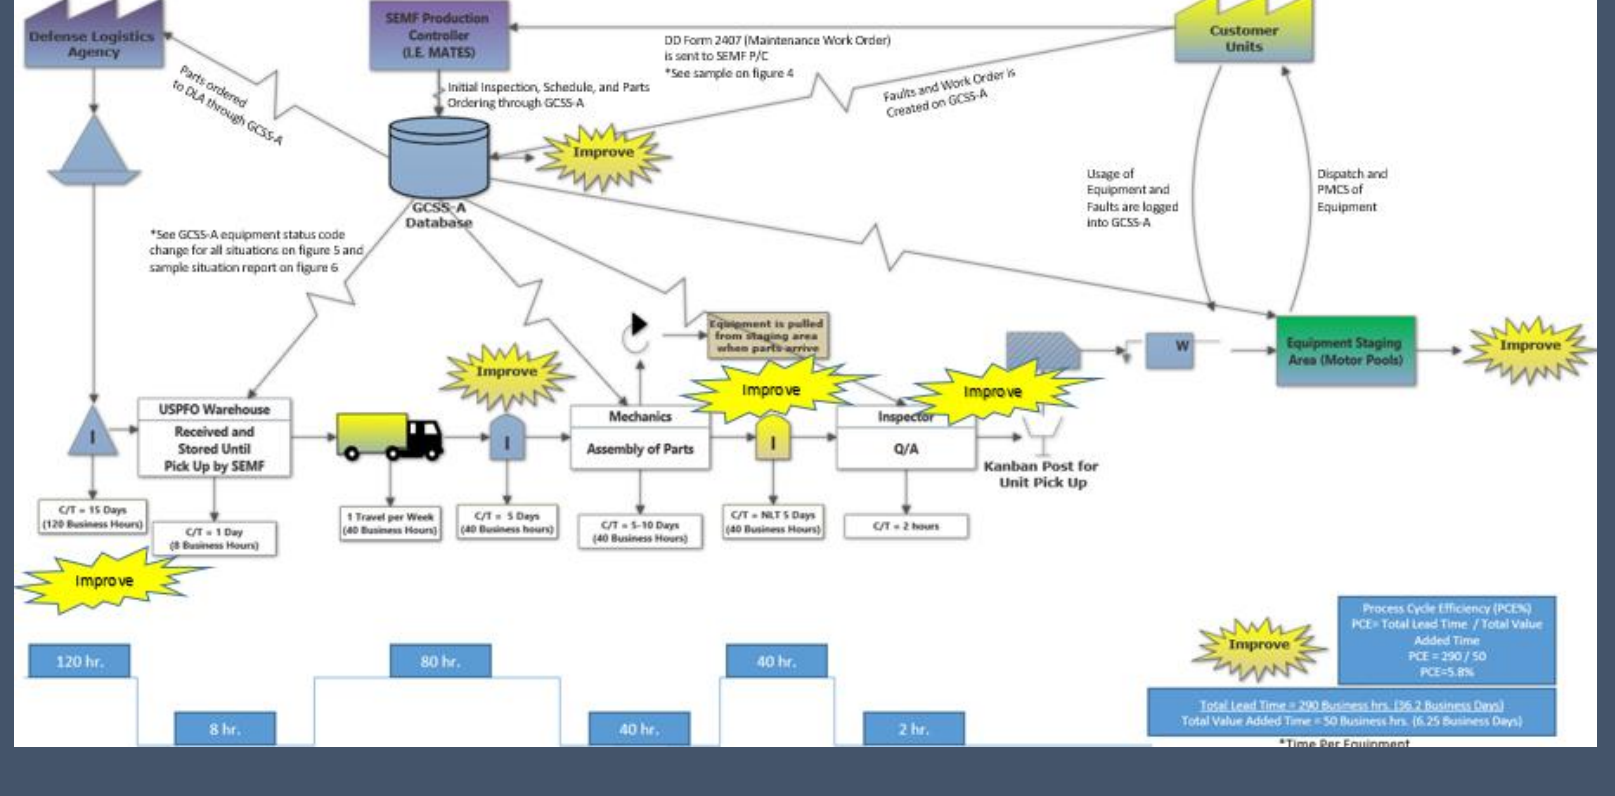 Defense Logistics
Agency
SEMF Production
Controller
(I.E. MATES)
Customer
Units
DD Form 2407 (Maintenance Work Order)
is sent to SEMF P/C
*See sample on figure 4
Parts ordered
to DLA through GCSS-A
Initial Inspection, Schedule, and Parts
Ordering through GCSS-A
Faults and Work Order is
Created on GCSS-A
Improve
GCSS-A
Database
Usage of
Equipment and
Faults are logged
into GCSS-A
Dispatch and
PMCS of
Equipment
*See GCSS-A equipment status code
change for all situations on figure 5 and
sample situation report on figure 6
Equipment is pulled
from staging area
when parts arrive
W
Equipment Staging
Area (Motor Pools)
Improve
Improve
Improve
Improve
I
USPFO Warehouse
Received and
Stored Until
Pick Up by SEMF
I
Mechanics
Assembly of Parts
I
Inspector
Q/A
Kanban Post for
Unit Pick Up
C/T = 15 Days
(120 Business Hours)
C/T = 1 Day
(8 Business Hours)
1 Travel per Week
(40 Business Hours)
C/T = 5 Days
(40 Business hours)
C/T = 5-10 Days
(40 Business Hours)
C/T = NLT 5 Days
(40 Business Hours)
C/T = 2 hours
Improve
120 hr.
8 hr.
80 hr.
40 hr.
40 hr.
2 hr.
Improve
Process Cycle Efficiency (PCE%)
PCE= Total Lead Time / Total Value
Added Time
PCE = 290 / 50
PCE=5.8%
Total Lead Time = 290 Business hrs. (36.2 Business Days)
Total Value Added Time = 50 Business hrs. (6.25 Business Days)
*Time Per Equipment